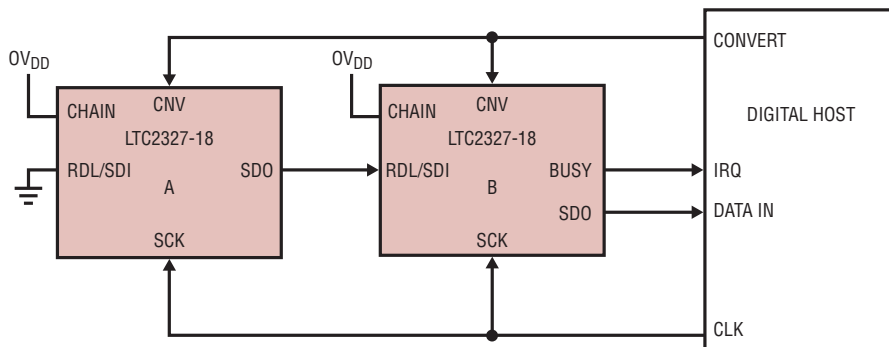 CONVERT
OVDD
OVDD
CHAIN
CNV
LTC2327-18
RDL/SDI
SDO
A
SCK
CHAIN
CNV
LTC2327-18
RDL/SDI
BUSY
B
SDO
SCK
DIGITAL HOST
IRQ
DATA IN
CLK